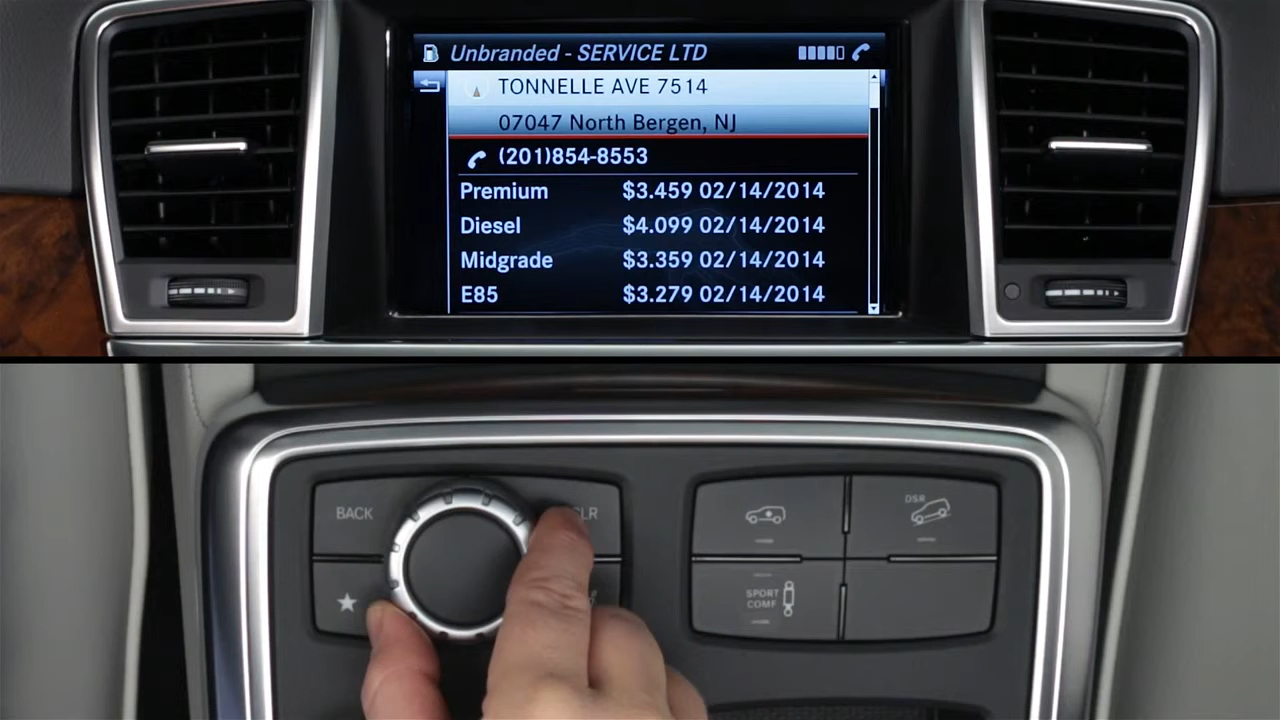 Unbranded - SERVICE LTD
TONNELLE AVE 7514
07047 North Bergen, NJ
(201)854-8553
Premium $3.459 02/14/2014
Diesel $4.099 02/14/2014
Midgrade $3.359 02/14/2014
E85 $3.279 02/14/2014
BACK
CLR
DSR
SPORT
COMF